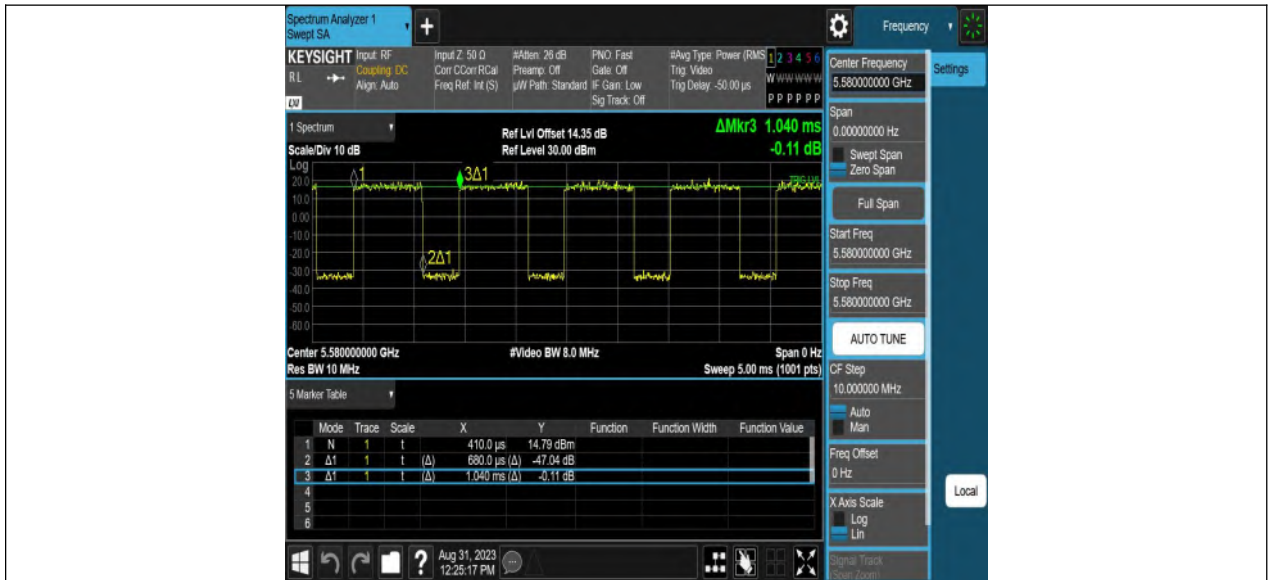 Spectrum Analyzer 1
Swept SA
+
Frequency
KEYSIGHT
RL
LXI
Input: RF
Coupling: DC
Align: Auto
Input Z: 50 Ω
Corr CCorr RCal
Freq Ref: Int (S)
#Atten: 26 dB
Preamp: Off
µW Path: Standard
PNO: Fast
Gate: Off
IF Gain: Low
Sig Track: Off
#Avg Type: Power (RMS
Trig: Video
Trig Delay: -50.00 µs
1 2 3 4 5 6
W W W W W W
P P P P P P
1 Spectrum
Scale/Div 10 dB
Ref Lvl Offset 14.35 dB
Ref Level 30.00 dBm
ΔMkr3 1.040 ms
-0.11 dB
Log
20.0
10.0
0.00
-10.0
-20.0
-30.0
-40.0
-50.0
-60.0
1
3Δ1
2Δ1
TRIG LVL
Center 5.580000000 GHz
#Video BW 8.0 MHz
Span 0 Hz
Res BW 10 MHz
Sweep 5.00 ms (1001 pts)
5 Marker Table
Mode Trace Scale X Y Function Function Width Function Value
1 N 1 t 410.0 µs 14.79 dBm
2 Δ1 1 t (Δ) 680.0 µs (Δ) -47.04 dB
3 Δ1 1 t (Δ) 1.040 ms (Δ) -0.11 dB
4
5
6
?
Aug 31, 2023
12:25:17 PM
Center Frequency
5.580000000 GHz
Settings
Span
0.00000000 Hz
Swept Span
Zero Span
Full Span
Start Freq
5.580000000 GHz
Stop Freq
5.580000000 GHz
AUTO TUNE
CF Step
10.000000 MHz
Auto
Man
Freq Offset
0 Hz
X Axis Scale
Log
Lin
Signal Track
(Span Zoom)
Local